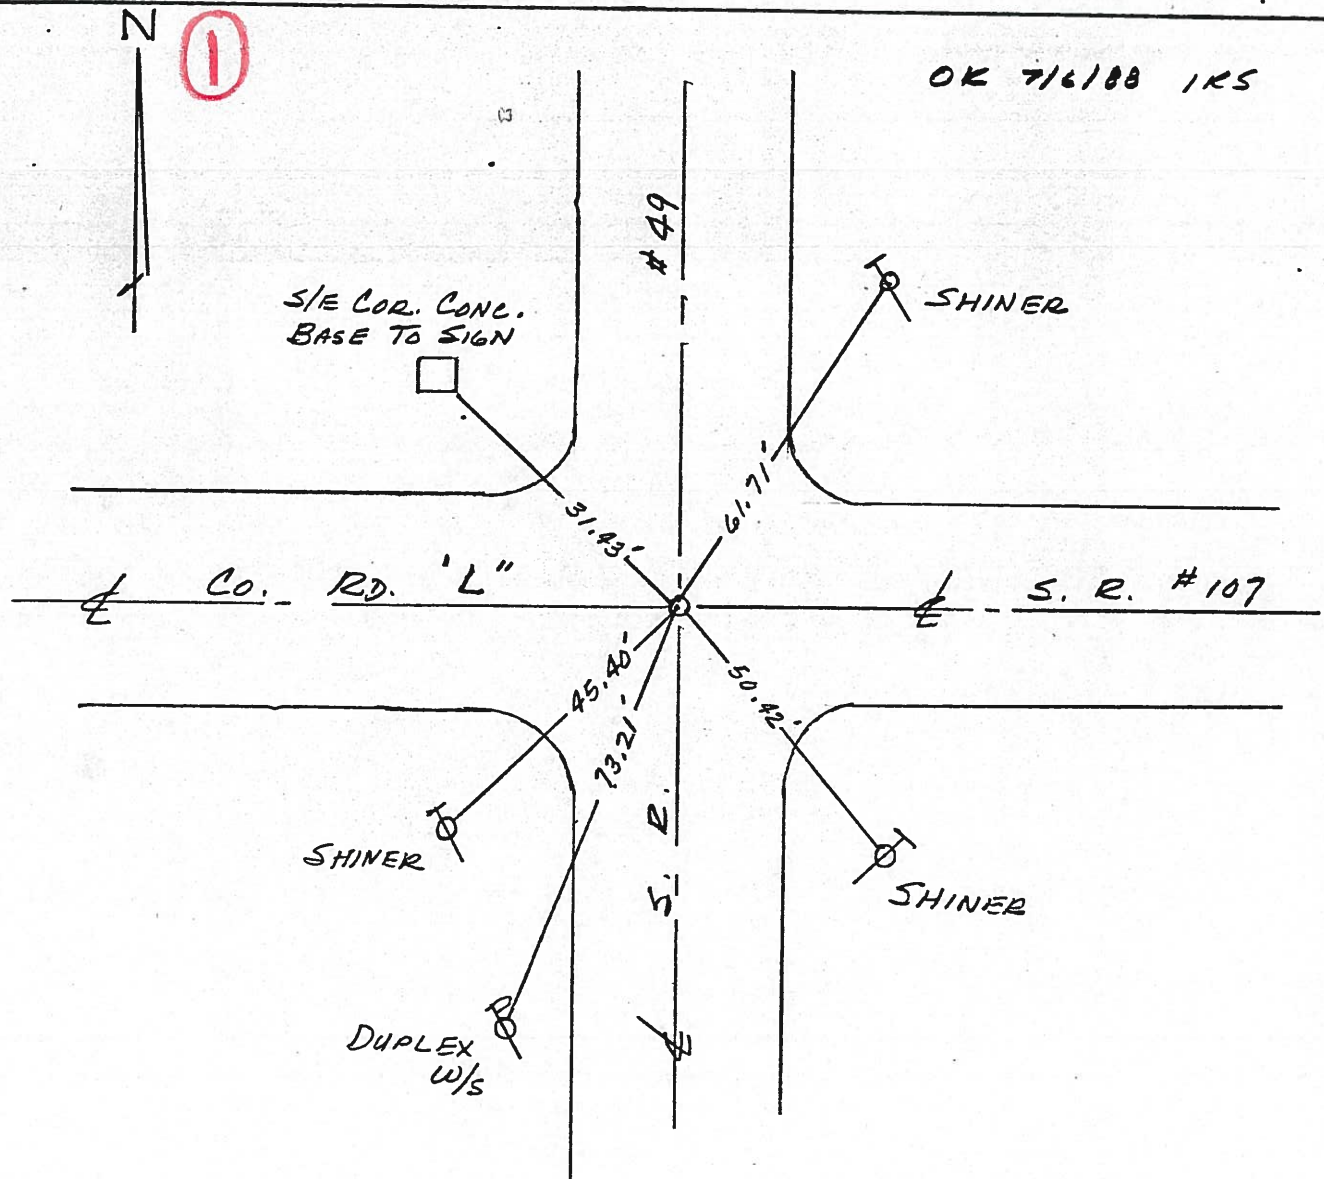 N
1
OK 7/6/88 IRS
# 49
S/E COR. CONC.
BASE TO SIGN
SHINER
31.43'
61.71'
℄ CO. RD. 'L"
℄ S. R. # 107
45.40'
73.21'
50.42'
SHINER
S. R.
SHINER
DUPLEX
W/S
℄